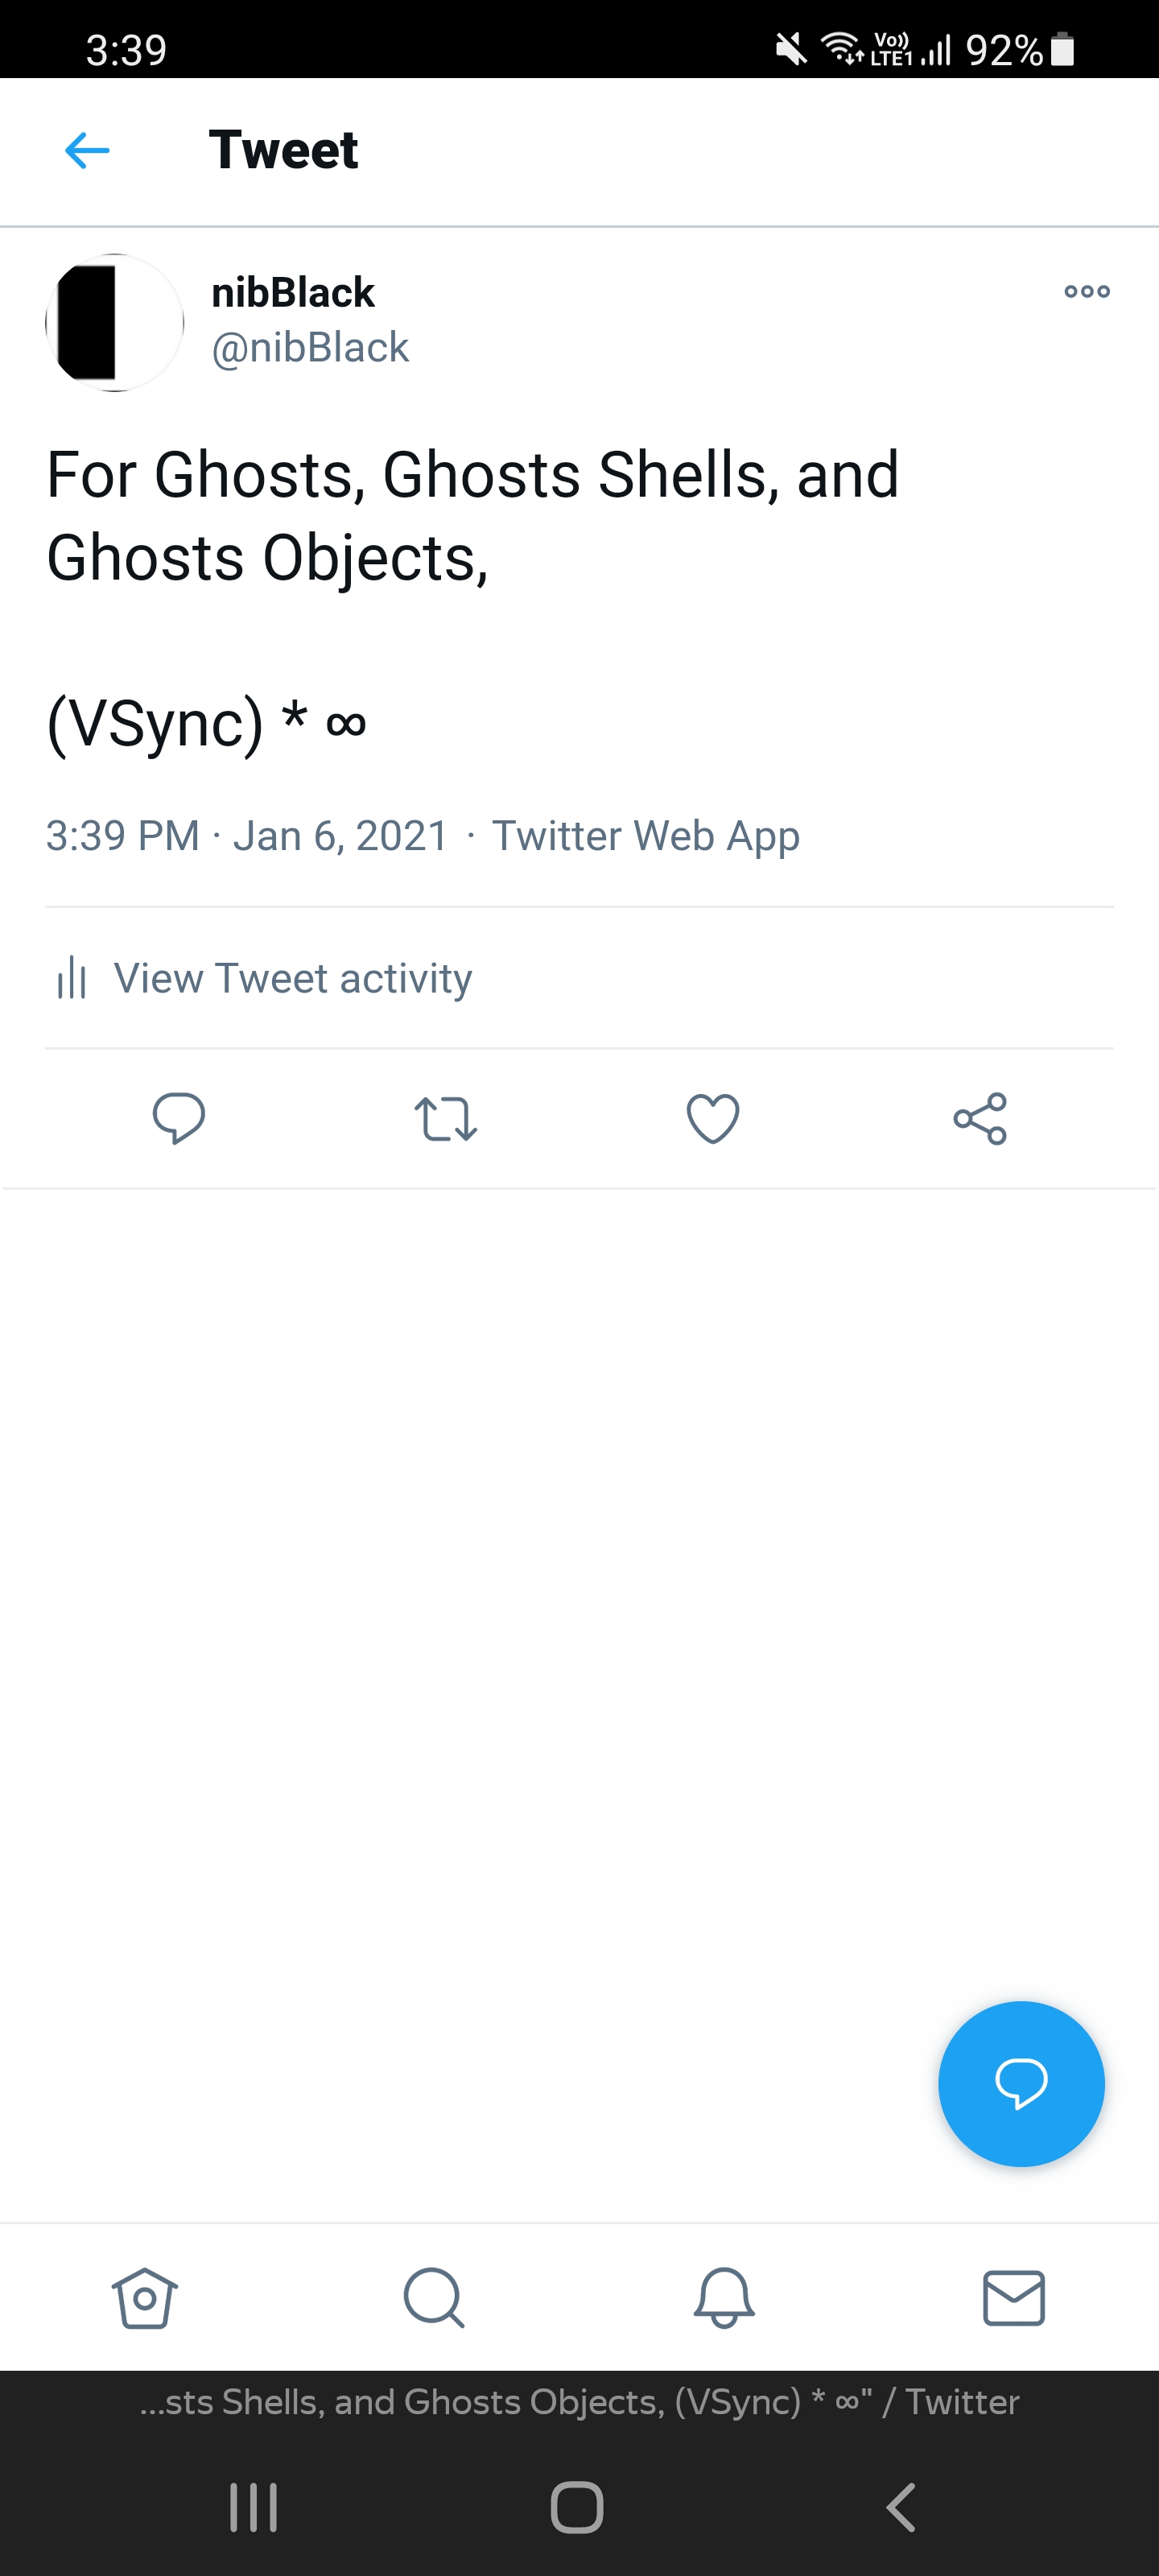 3:39 Vo)) LTE1 92%
Tweet
nibBlack
@nibBlack
For Ghosts, Ghosts Shells, and
Ghosts Objects,
(VSync) * ∞
3:39 PM · Jan 6, 2021 · Twitter Web App
View Tweet activity
...sts Shells, and Ghosts Objects, (VSync) * ∞" / Twitter